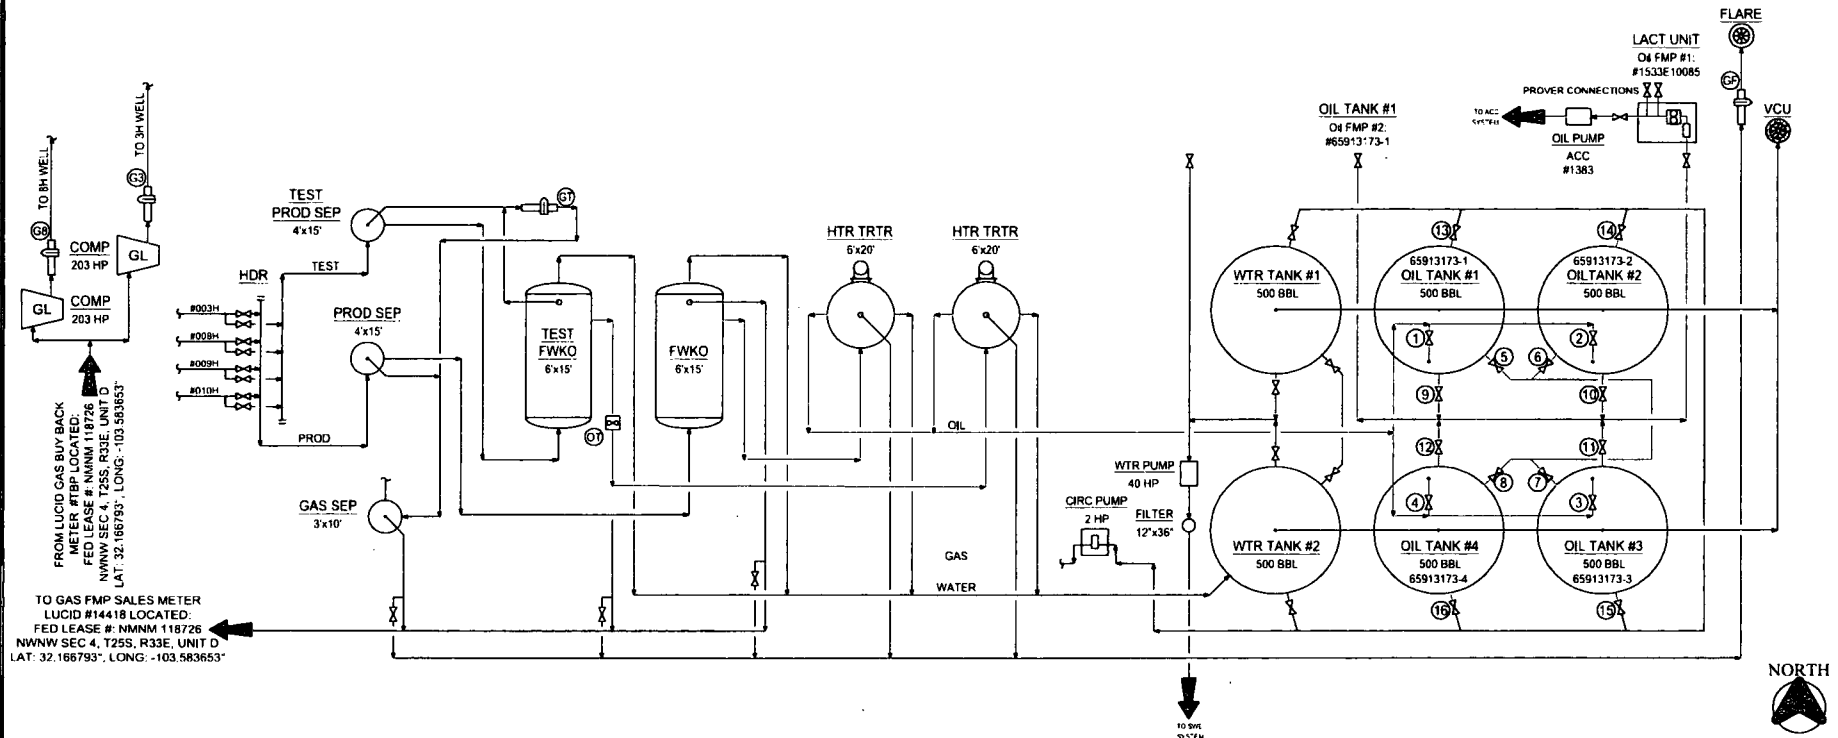 FLARE
LACT UNIT
Oil FMP #1:
#1533E10085
GF
PROVER CONNECTIONS
VCU
TO ACC
SYSTEM
OIL PUMP
ACC
#1383
OIL TANK #1
Oil FMP #2:
#65913173-1
TO 8H WELL
TO 3H WELL
G8
G3
COMP
203 HP
GL
COMP
203 HP
GL
TEST
PROD SEP
4'x15'
GT
HDR
TEST
#003H
#008H
#009H
#010H
PROD
PROD SEP
4'x15'
TEST
FWKO
6'x15'
FWKO
6'x15'
OT
HTR TRTR
6'x20'
HTR TRTR
6'x20'
OIL
GAS SEP
3'x10'
GAS
WATER
WTR PUMP
40 HP
CIRC PUMP
2 HP
FILTER
12"x36"
WTR TANK #1
500 BBL
13
65913173-1
OIL TANK #1
500 BBL
14
65913173-2
OIL TANK #2
500 BBL
1
2
5
6
9
10
12
11
8
7
4
3
WTR TANK #2
500 BBL
OIL TANK #4
500 BBL
65913173-4
OIL TANK #3
500 BBL
65913173-3
16
15
FROM LUCID GAS BUY BACK
METER #TBP LOCATED:
FED LEASE #: NMNM 118726
NWNW SEC 4, T25S, R33E, UNIT D
LAT: 32.166793°, LONG: -103.583653°
TO GAS FMP SALES METER
LUCID #14418 LOCATED:
FED LEASE #: NMNM 118726
NWNW SEC 4, T25S, R33E, UNIT D
LAT: 32.166793°, LONG: -103.583653°
TO SWE
SYSTEM
NORTH